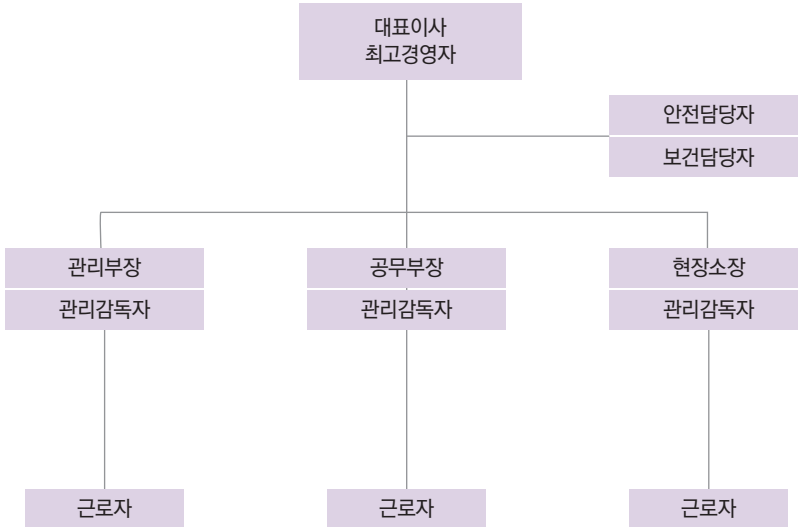 대표이사
최고경영자
안전담당자
보건담당자
관리부장
공무부장
현장소장
관리감독자
관리감독자
관리감독자
근로자
근로자
근로자